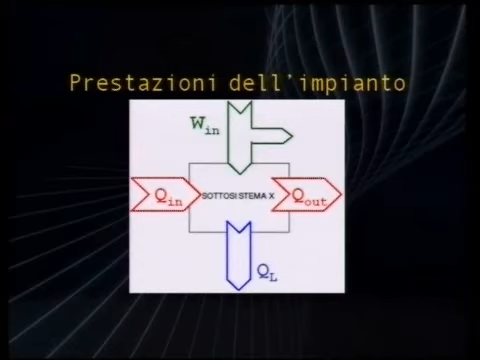 Prestazioni dell'impianto
Win
Qin
SOTTOSISTEMA X
Qout
QL